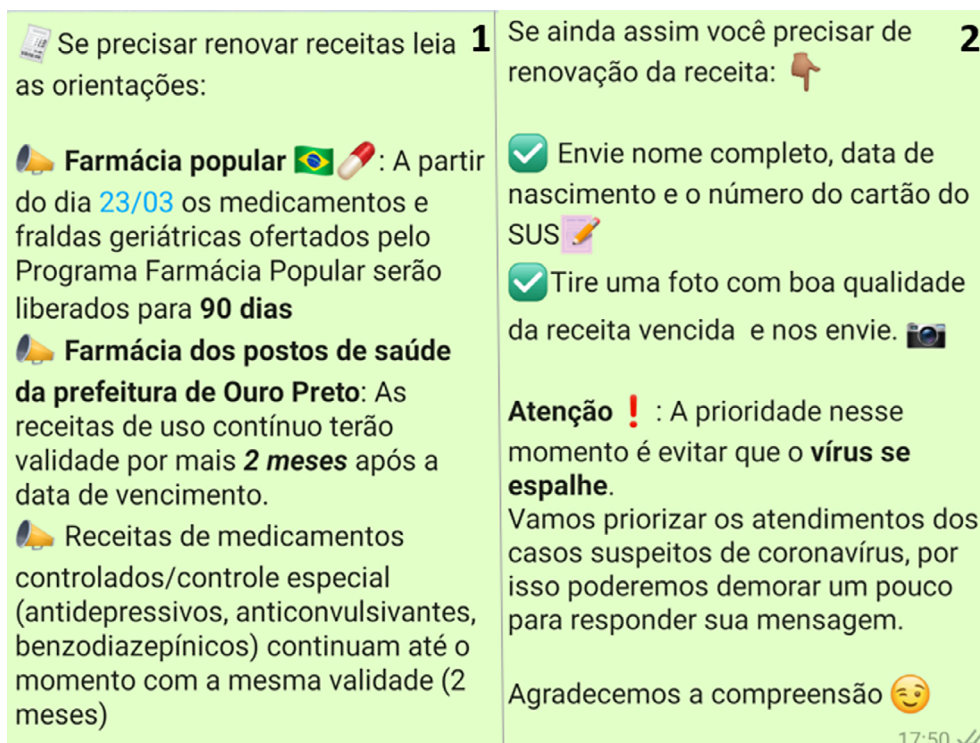 Se precisar renovar receitas leia 1
as orientações:
Farmácia popular : A partir
do dia 23/03 os medicamentos e
fraldas geriátricas ofertados pelo
Programa Farmácia Popular serão
liberados para 90 dias
Farmácia dos postos de saúde
da prefeitura de Ouro Preto: As
receitas de uso contínuo terão
validade por mais 2 meses após a
data de vencimento.
Receitas de medicamentos
controlados/controle especial
(antidepressivos, anticonvulsivantes,
benzodiazepínicos) continuam até o
momento com a mesma validade (2
meses)
Se ainda assim você precisar de 2
renovação da receita:
Envie nome completo, data de
nascimento e o número do cartão do
SUS
Tire uma foto com boa qualidade
da receita vencida e nos envie.
Atenção : A prioridade nesse
momento é evitar que o vírus se
espalhe.
Vamos priorizar os atendimentos dos
casos suspeitos de coronavírus, por
isso poderemos demorar um pouco
para responder sua mensagem.
Agradecemos a compreensão
17:50